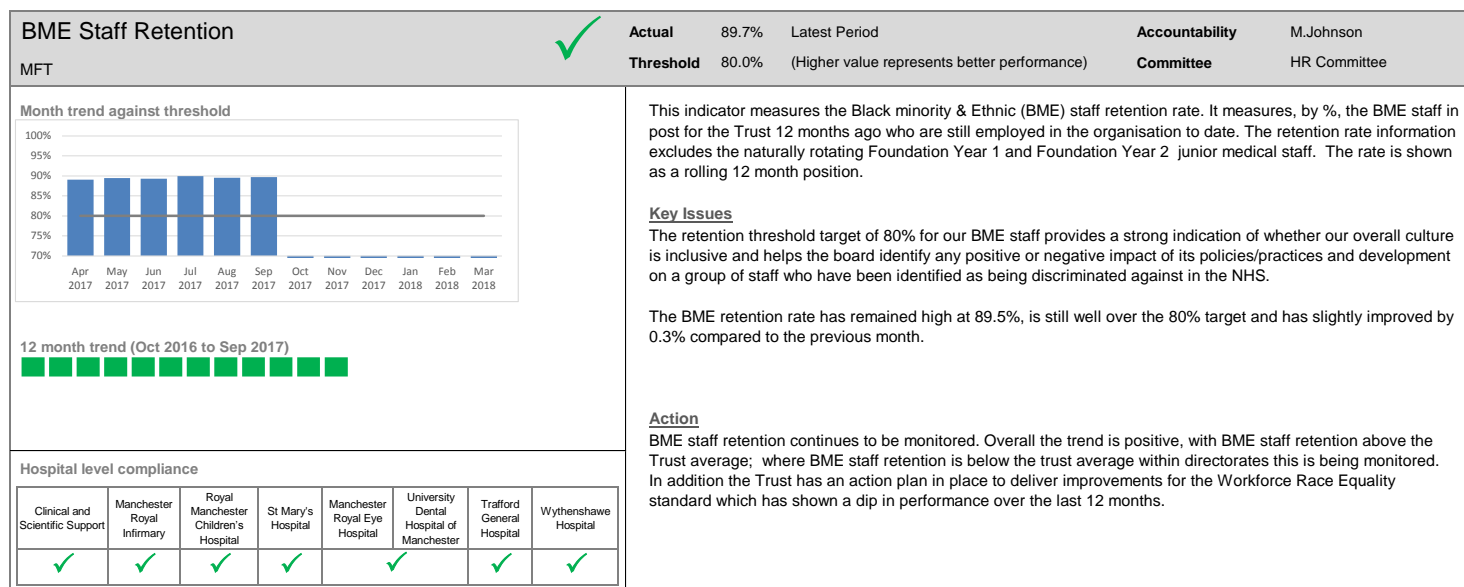 BME Staff Retention
MFT
Actual 89.7% Latest Period
Threshold 80.0% (Higher value represents better performance)
Accountability M.Johnson
Committee HR Committee
Month trend against threshold
100%
95%
90%
85%
80%
75%
70%
Apr 2017
May 2017
Jun 2017
Jul 2017
Aug 2017
Sep 2017
Oct 2017
Nov 2017
Dec 2017
Jan 2018
Feb 2018
Mar 2018
12 month trend (Oct 2016 to Sep 2017)
Hospital level compliance
Clinical and
Scientific Support
Manchester
Royal
Infirmary
Royal
Manchester
Children's
Hospital
St Mary's
Hospital
Manchester
Royal Eye
Hospital
University
Dental
Hospital of
Manchester
Trafford
General
Hospital
Wythenshawe
Hospital
This indicator measures the Black minority & Ethnic (BME) staff retention rate. It measures, by %, the BME staff in
post for the Trust 12 months ago who are still employed in the organisation to date. The retention rate information
excludes the naturally rotating Foundation Year 1 and Foundation Year 2 junior medical staff. The rate is shown
as a rolling 12 month position.
Key Issues
The retention threshold target of 80% for our BME staff provides a strong indication of whether our overall culture
is inclusive and helps the board identify any positive or negative impact of its policies/practices and development
on a group of staff who have been identified as being discriminated against in the NHS.
The BME retention rate has remained high at 89.5%, is still well over the 80% target and has slightly improved by
0.3% compared to the previous month.
Action
BME staff retention continues to be monitored. Overall the trend is positive, with BME staff retention above the
Trust average; where BME staff retention is below the trust average within directorates this is being monitored.
In addition the Trust has an action plan in place to deliver improvements for the Workforce Race Equality
standard which has shown a dip in performance over the last 12 months.